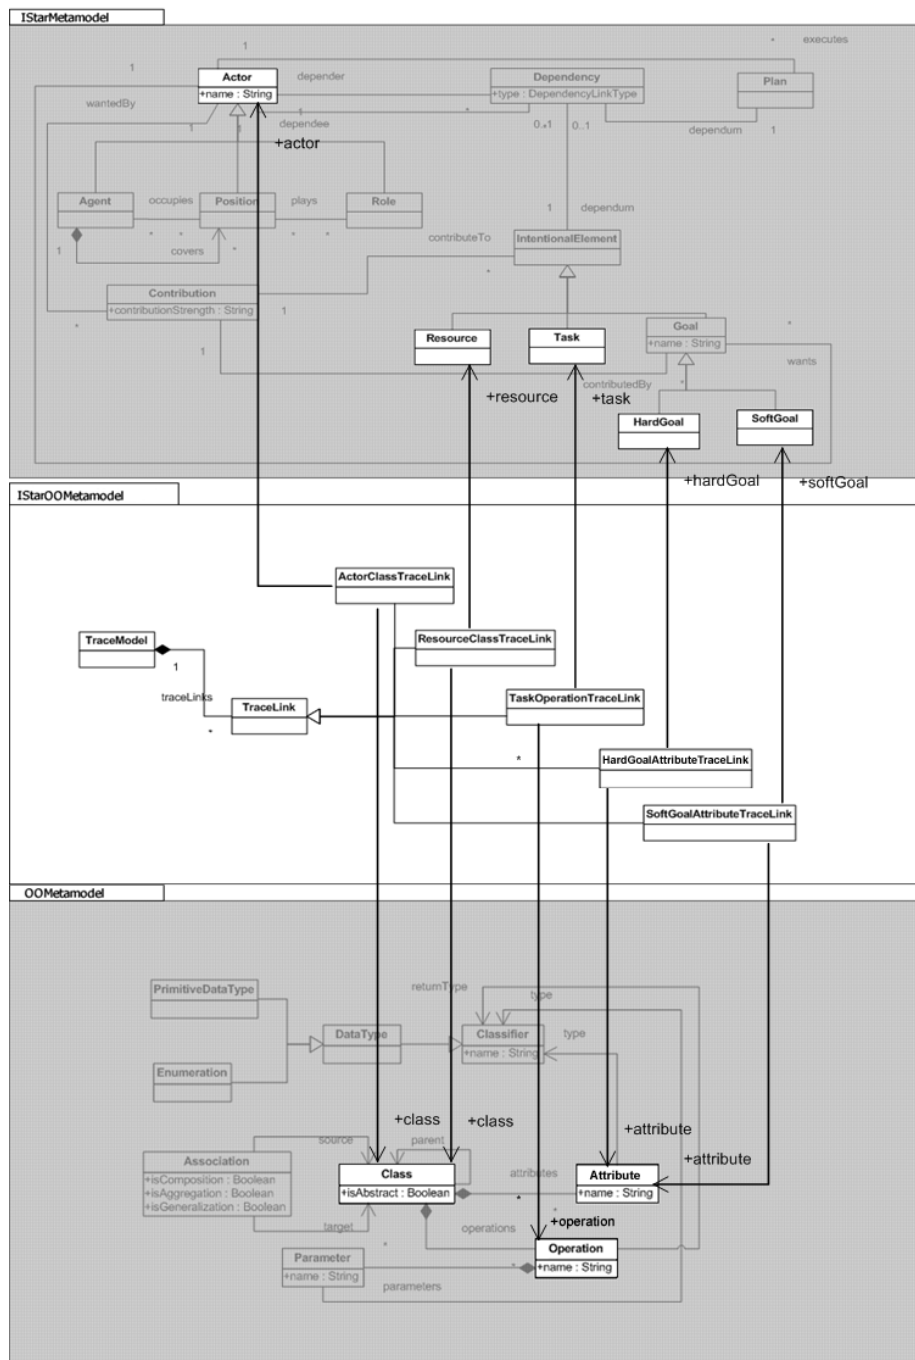 IStarMetamodel
executes
*
1
1
1
Actor
+name : String
depender
Dependency
+type : DependencyLinkType
Plan
wantedBy
1
*
1
1
dependee
0..*1
0..1
dependum
1
+actor
Agent
occupies
Position
plays
Role
1
dependum
*
*
*
*
contributeTo
IntentionalElement
1
covers
*
*
Contribution
+contributionStrength : String
1
*
Goal
+name : String
*
Resource
Task
1
wants
contributedBy
*
+resource
+task
HardGoal
SoftGoal
+hardGoal
+softGoal
IStarOOMetamodel
ActorClassTraceLink
TraceModel
ResourceClassTraceLink
1
traceLinks
TaskOperationTraceLink
TraceLink
*
*
HardGoalAttributeTraceLink
SoftGoalAttributeTraceLink
OOMetamodel
PrimitiveDataType
returnType
type
DataType
Classifier
+name : String
type
Enumeration
+class
+class
+attribute
source
parent
+attribute
Association
+isComposition : Boolean
+isAggregation : Boolean
+isGeneralization : Boolean
Class
+isAbstract : Boolean
attributes
Attribute
+name : String
*
*
target
operations
+operation
*
Parameter
+name : String
Operation
+name : String
*
parameters